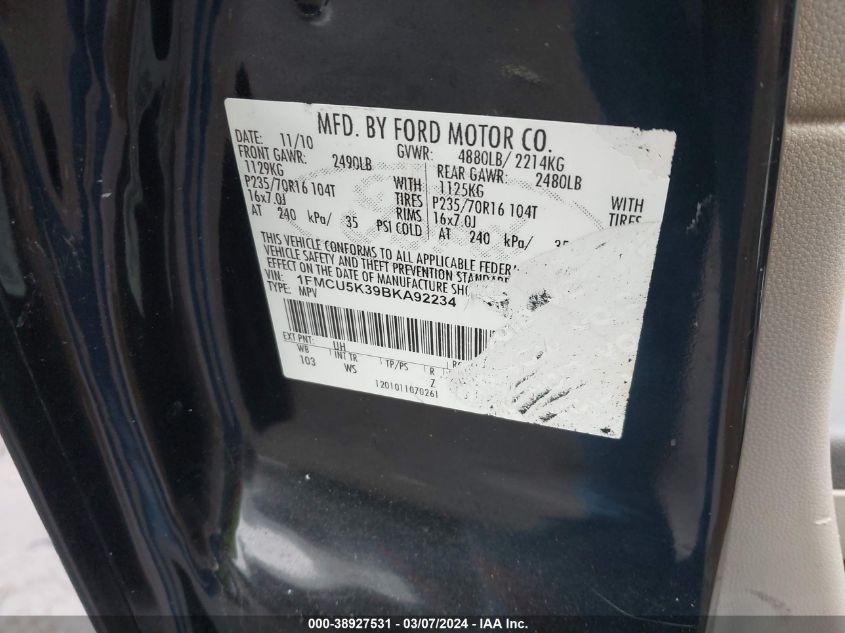 MFD. BY FORD MOTOR CO.
DATE: 11/10 GVWR: 4880LB/ 2214KG
FRONT GAWR: 2490LB REAR GAWR: 2480LB
1129KG WITH 1125KG WITH
P235/70R16 104T TIRES P235/70R16 104T TIRES
16x7.0J RIMS 16x7.0J
AT 240 kPa/ 35 PSI COLD AT 240 kPa/ 35
THIS VEHICLE CONFORMS TO ALL APPLICABLE
VEHICLE SAFETY AND THEFT PREVENTION
EFFECT ON THE DATE OF MANUFACTURE
VIN: 1FMCU5K39BKA92234
TYPE: MPV
EXT PNT: UH
WB INT TR TP/PS R
103 WS Z
1201011070261
000-38927531 - 03/07/2024 - IAA Inc.